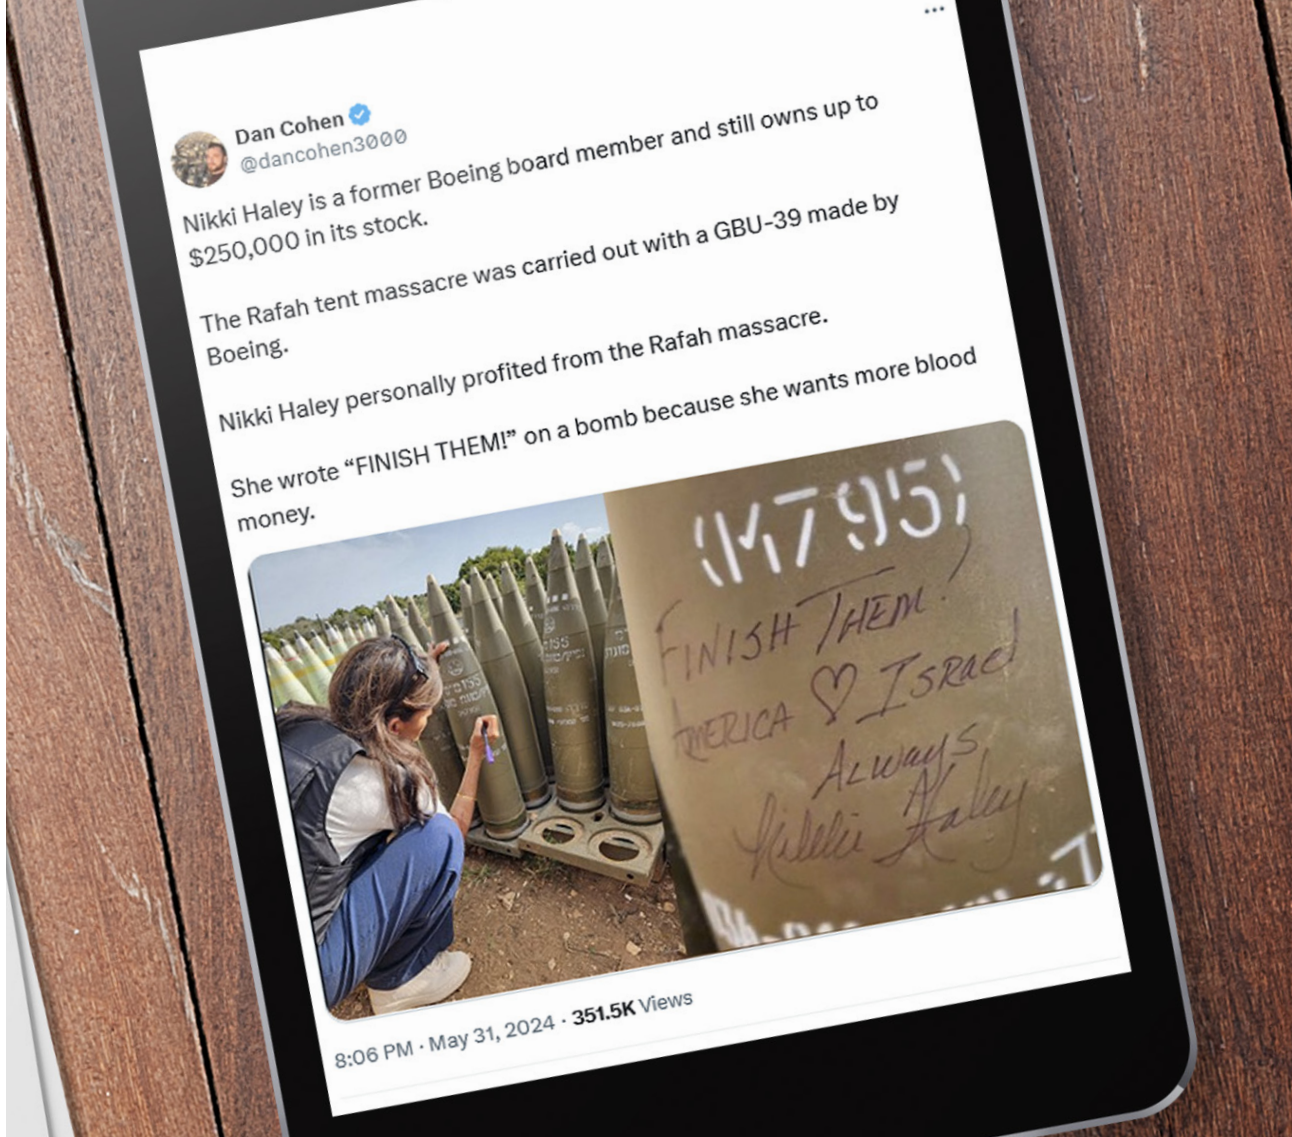 Dan Cohen
@dancohen3000
Nikki Haley is a former Boeing board member and still owns up to
$250,000 in its stock.
The Rafah tent massacre was carried out with a GBU-39 made by
Boeing.
Nikki Haley personally profited from the Rafah massacre.
She wrote “FINISH THEM!” on a bomb because she wants more blood
money.
155
155
155
(M795)
FINISH THEM!
AMERICA ♡ ISRAEL
ALWAYS,
Nikki Haley
8:06 PM · May 31, 2024 · 351.5K Views